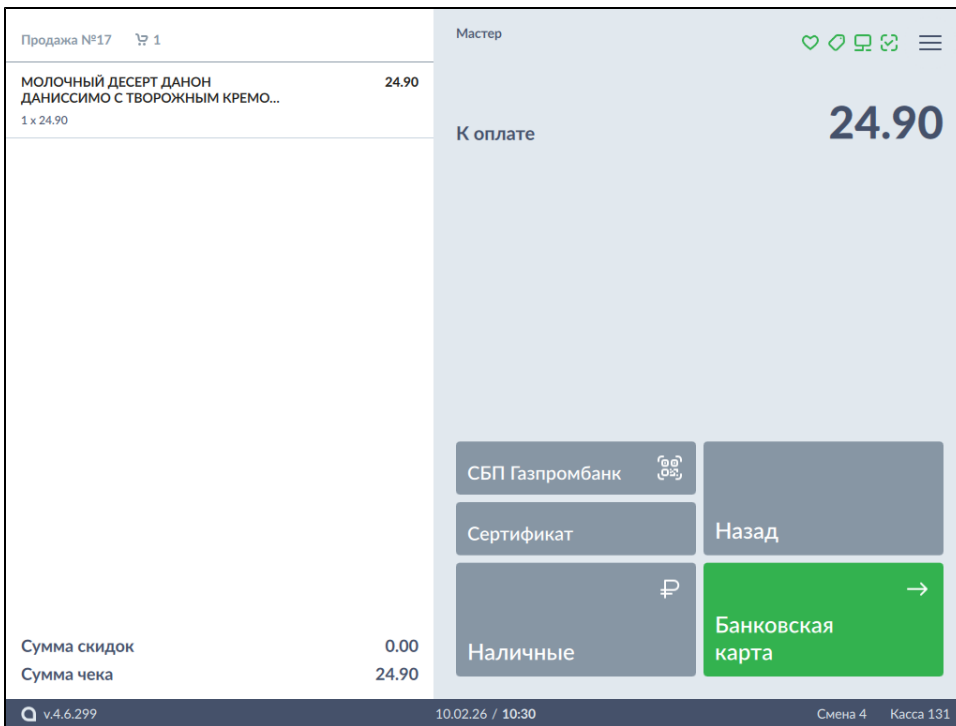 Продажа №17 1
МОЛОЧНЫЙ ДЕСЕРТ ДАНОН 24.90
ДАНИССИМО С ТВОРОЖНЫМ КРЕМО...
1 x 24.90
Сумма скидок 0.00
Сумма чека 24.90
Мастер
К оплате 24.90
СБП Газпромбанк
Сертификат
Назад
Наличные
Банковская
карта
v.4.6.299 10.02.26 / 10:30 Смена 4 Касса 131